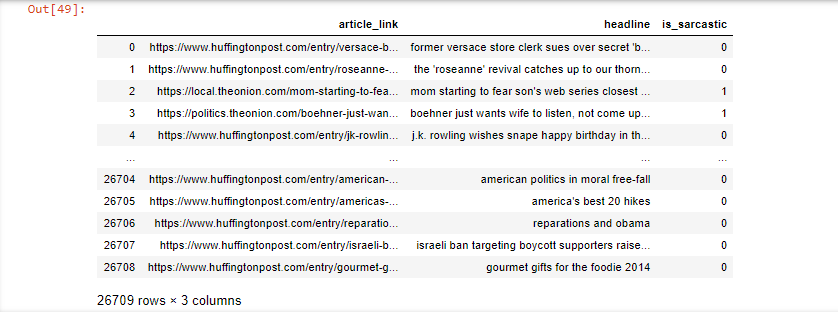 Out[49]:
article_link headline is_sarcastic
0 https://www.huffingtonpost.com/entry/versace-b... former versace store clerk sues over secret 'b... 0
1 https://www.huffingtonpost.com/entry/roseanne-... the 'roseanne' revival catches up to our thorn... 0
2 https://local.theonion.com/mom-starting-to-fea... mom starting to fear son's web series closest ... 1
3 https://politics.theonion.com/boehner-just-wan... boehner just wants wife to listen, not come up... 1
4 https://www.huffingtonpost.com/entry/jk-rowlin... j.k. rowling wishes snape happy birthday in th... 0
... ... ... ...
26704 https://www.huffingtonpost.com/entry/american-... american politics in moral free-fall 0
26705 https://www.huffingtonpost.com/entry/americas-... america's best 20 hikes 0
26706 https://www.huffingtonpost.com/entry/reparatio... reparations and obama 0
26707 https://www.huffingtonpost.com/entry/israeli-b... israeli ban targeting boycott supporters raise... 0
26708 https://www.huffingtonpost.com/entry/gourmet-g... gourmet gifts for the foodie 2014 0
26709 rows × 3 columns